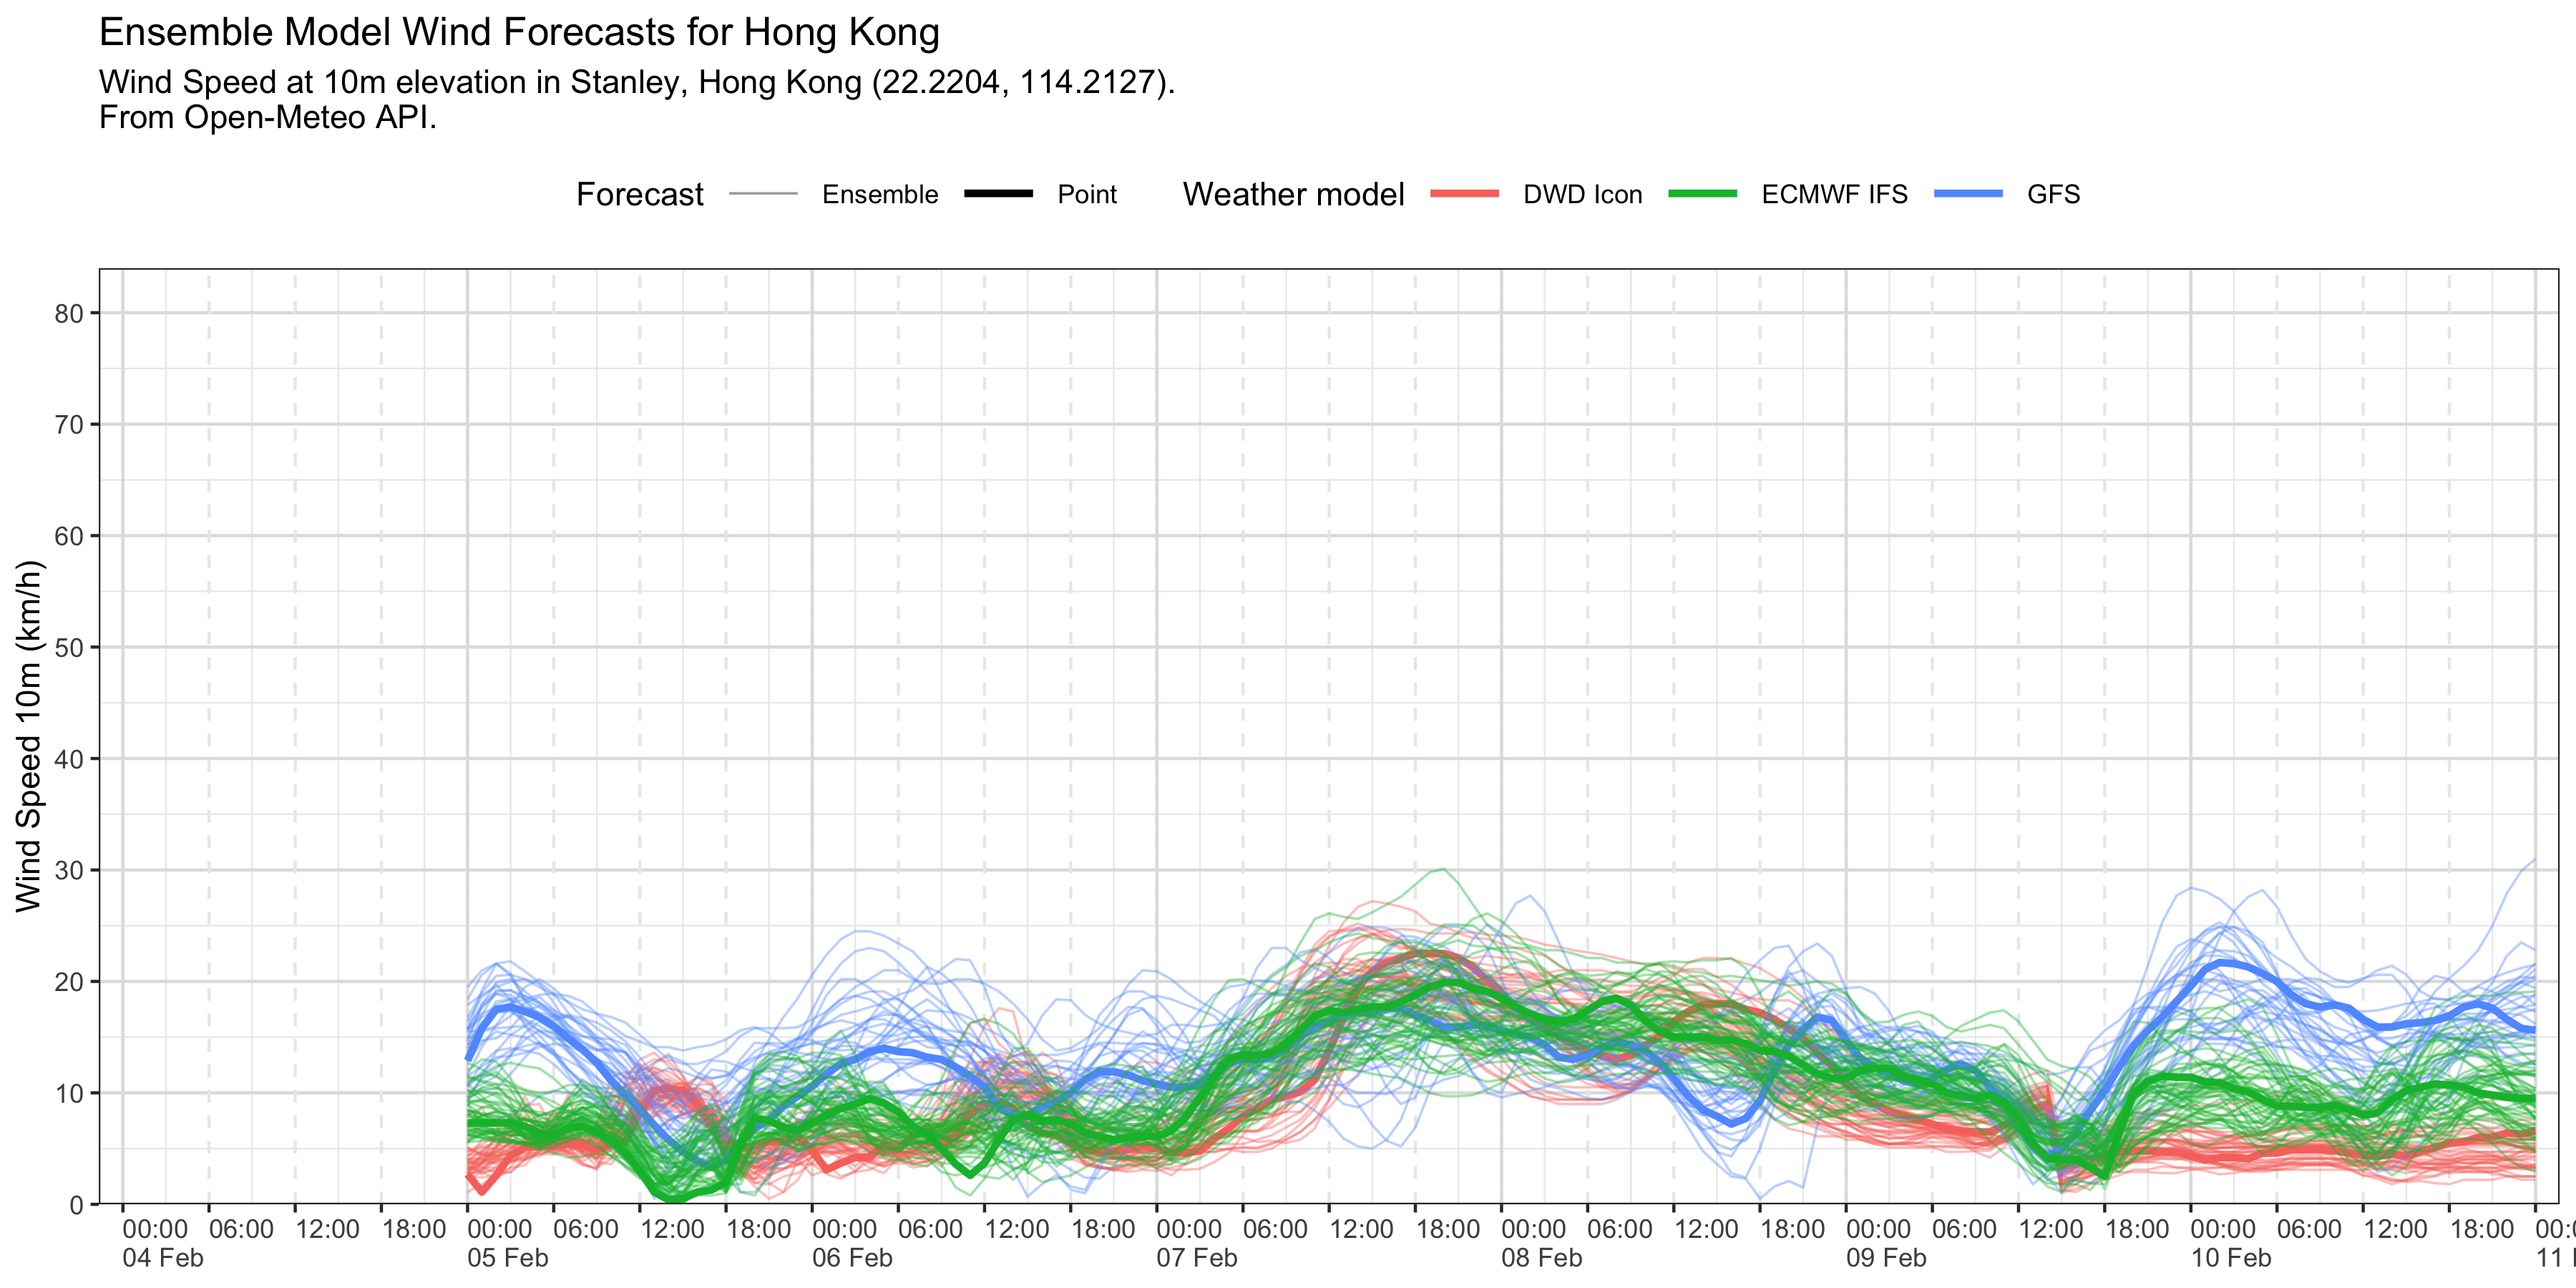 Ensemble Model Wind Forecasts for Hong Kong
Wind Speed at 10m elevation in Stanley, Hong Kong (22.2204, 114.2127).
From Open-Meteo API.
Forecast Ensemble Point Weather model DWD Icon ECMWF IFS GFS
Wind Speed 10m (km/h)
80
70
60
50
40
30
20
10
0
00:00 06:00 12:00 18:00 00:00 06:00 12:00 18:00 00:00 06:00 12:00 18:00 00:00 06:00 12:00 18:00 00:00 06:00 12:00 18:00 00:00 06:00 12:00 18:00 00:00 06:00 12:00 18:00
04 Feb 05 Feb 06 Feb 07 Feb 08 Feb 09 Feb 10 Feb 11